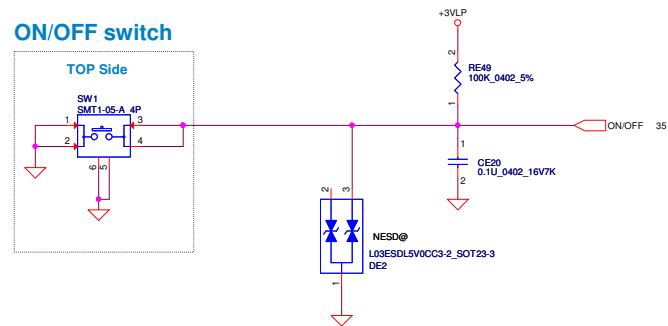 +3VLP
ON/OFF switch
TOP Side
2
RE49
100K_0402_5%
1
SW1
SMT1-05-A_4P
1
3
2
4
6
5
ON/OFF 35
1
CE20
0.1U_0402_16V7K
2
2
3
NESD@
L03ESDL5V0CC3-2_SOT23-3
DE2
1